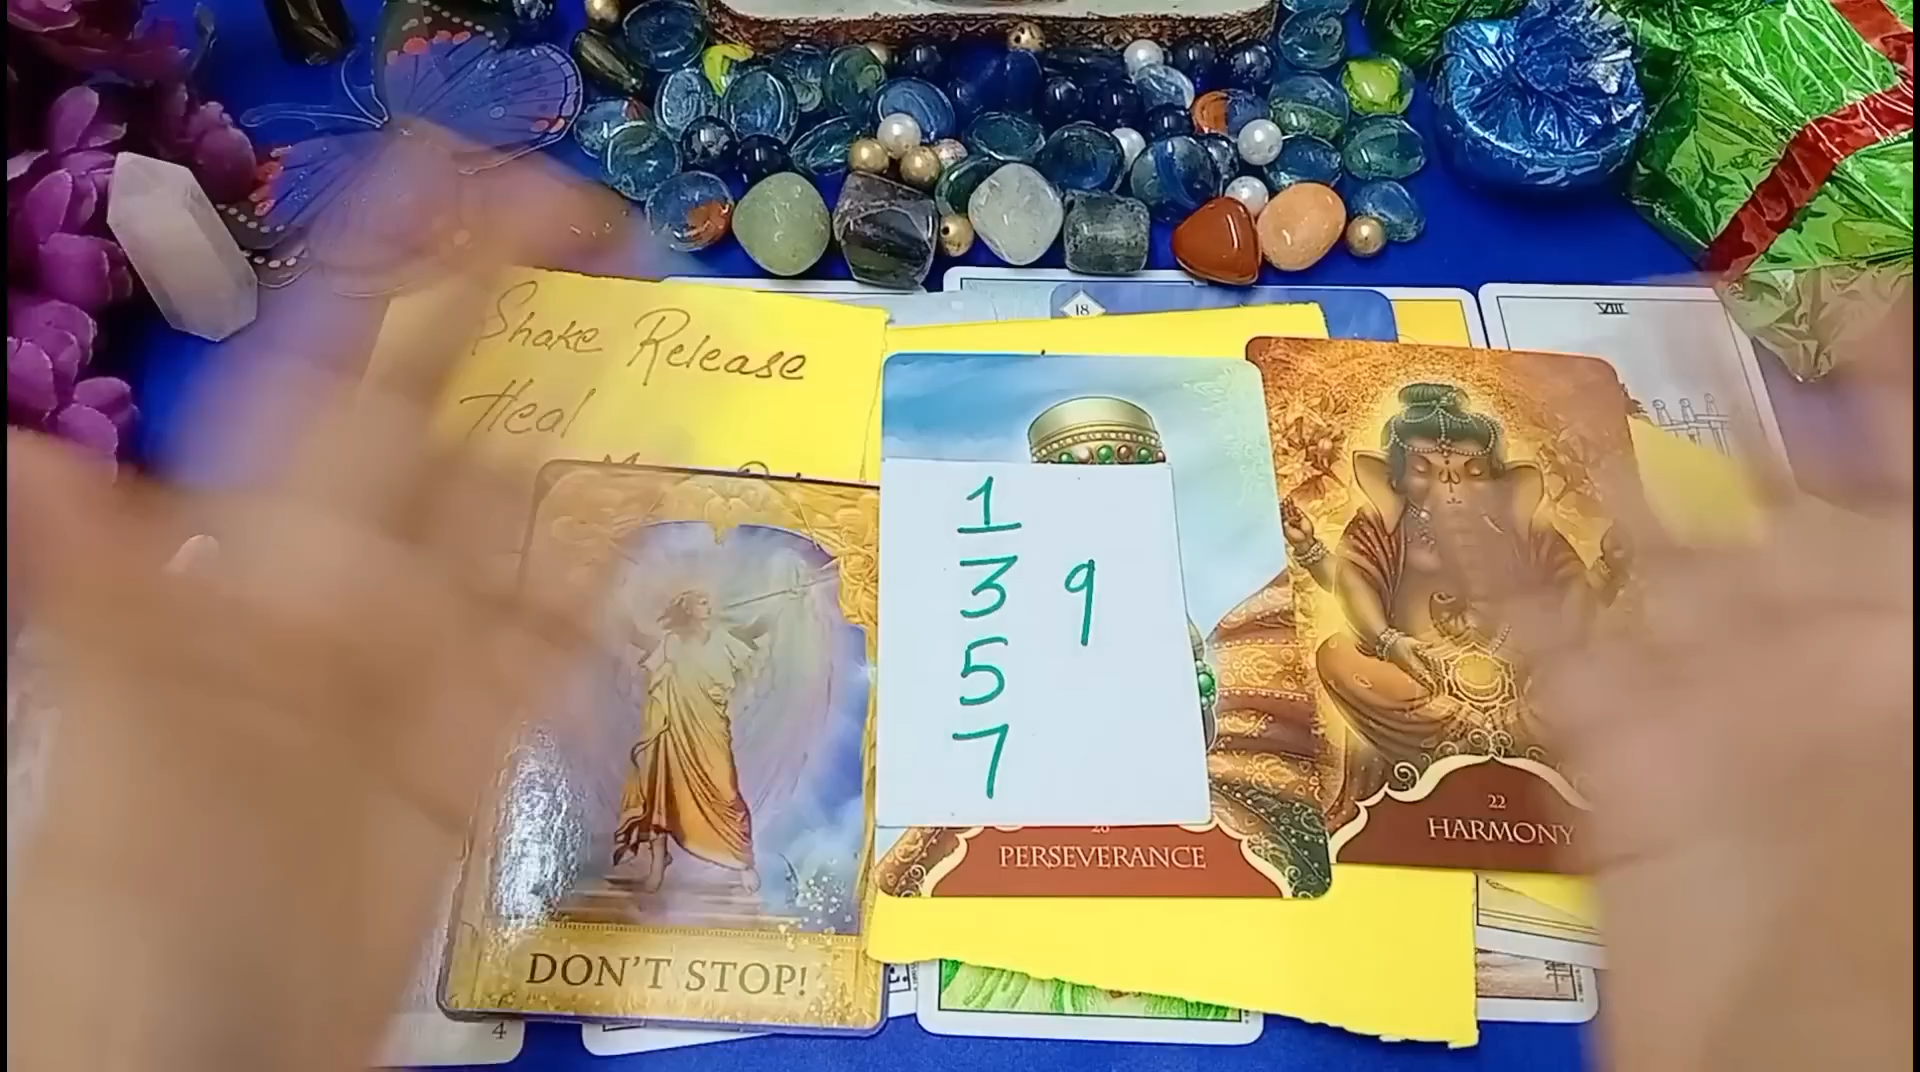 18
VIII
Shake Release
Heal
1
3 9
5
7
22
HARMONY
PERSEVERANCE
DON'T STOP!
4